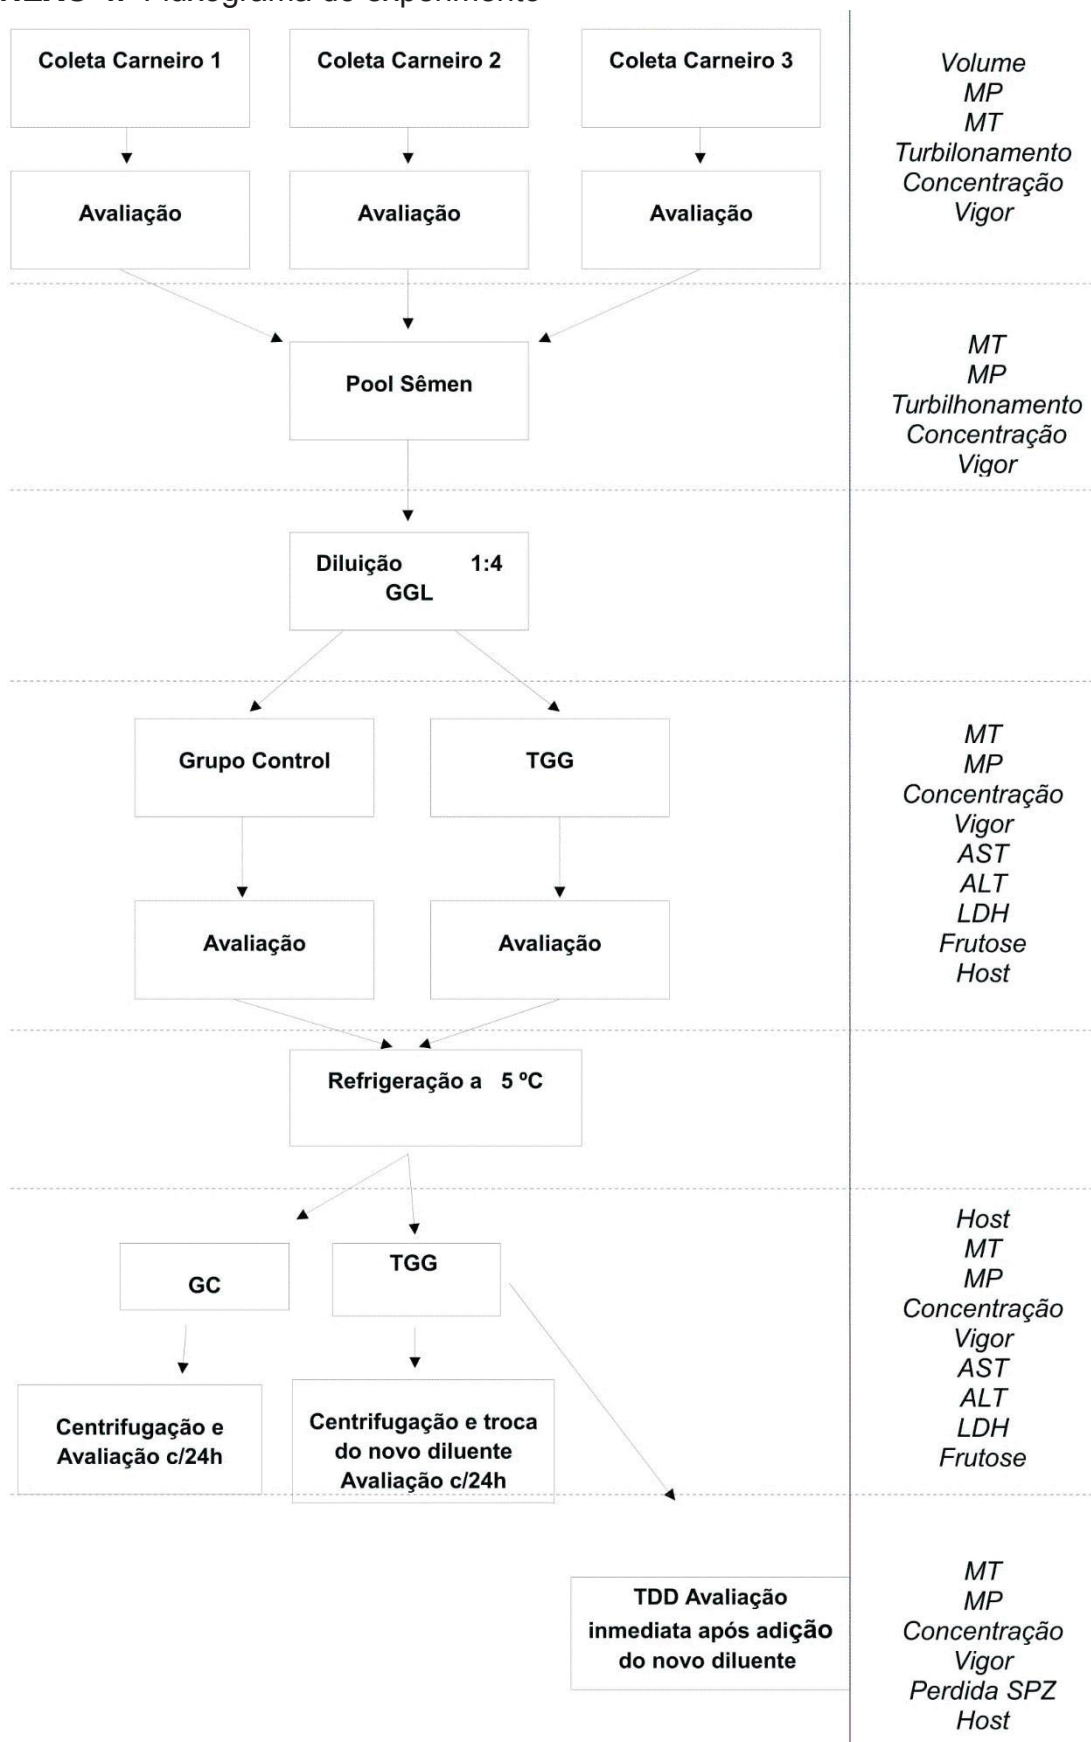 Fluxograma do experimento
Coleta Carneiro 1
Coleta Carneiro 2
Coleta Carneiro 3
Volume
MP
MT
Turbilonamento
Concentração
Vigor
Avaliação
Avaliação
Avaliação
Pool Sêmen
MT
MP
Turbilhonamento
Concentração
Vigor
Diluição 1:4
GGL
Grupo Control
TGG
MT
MP
Concentração
Vigor
AST
ALT
LDH
Frutose
Host
Avaliação
Avaliação
Refrigeração a 5 ºC
GC
TGG
Host
MT
MP
Concentração
Vigor
AST
ALT
LDH
Frutose
Centrifugação e
Avaliação c/24h
Centrifugação e troca
do novo diluente
Avaliação c/24h
TDD Avaliação
inmediata após adição
do novo diluente
MT
MP
Concentração
Vigor
Perdida SPZ
Host